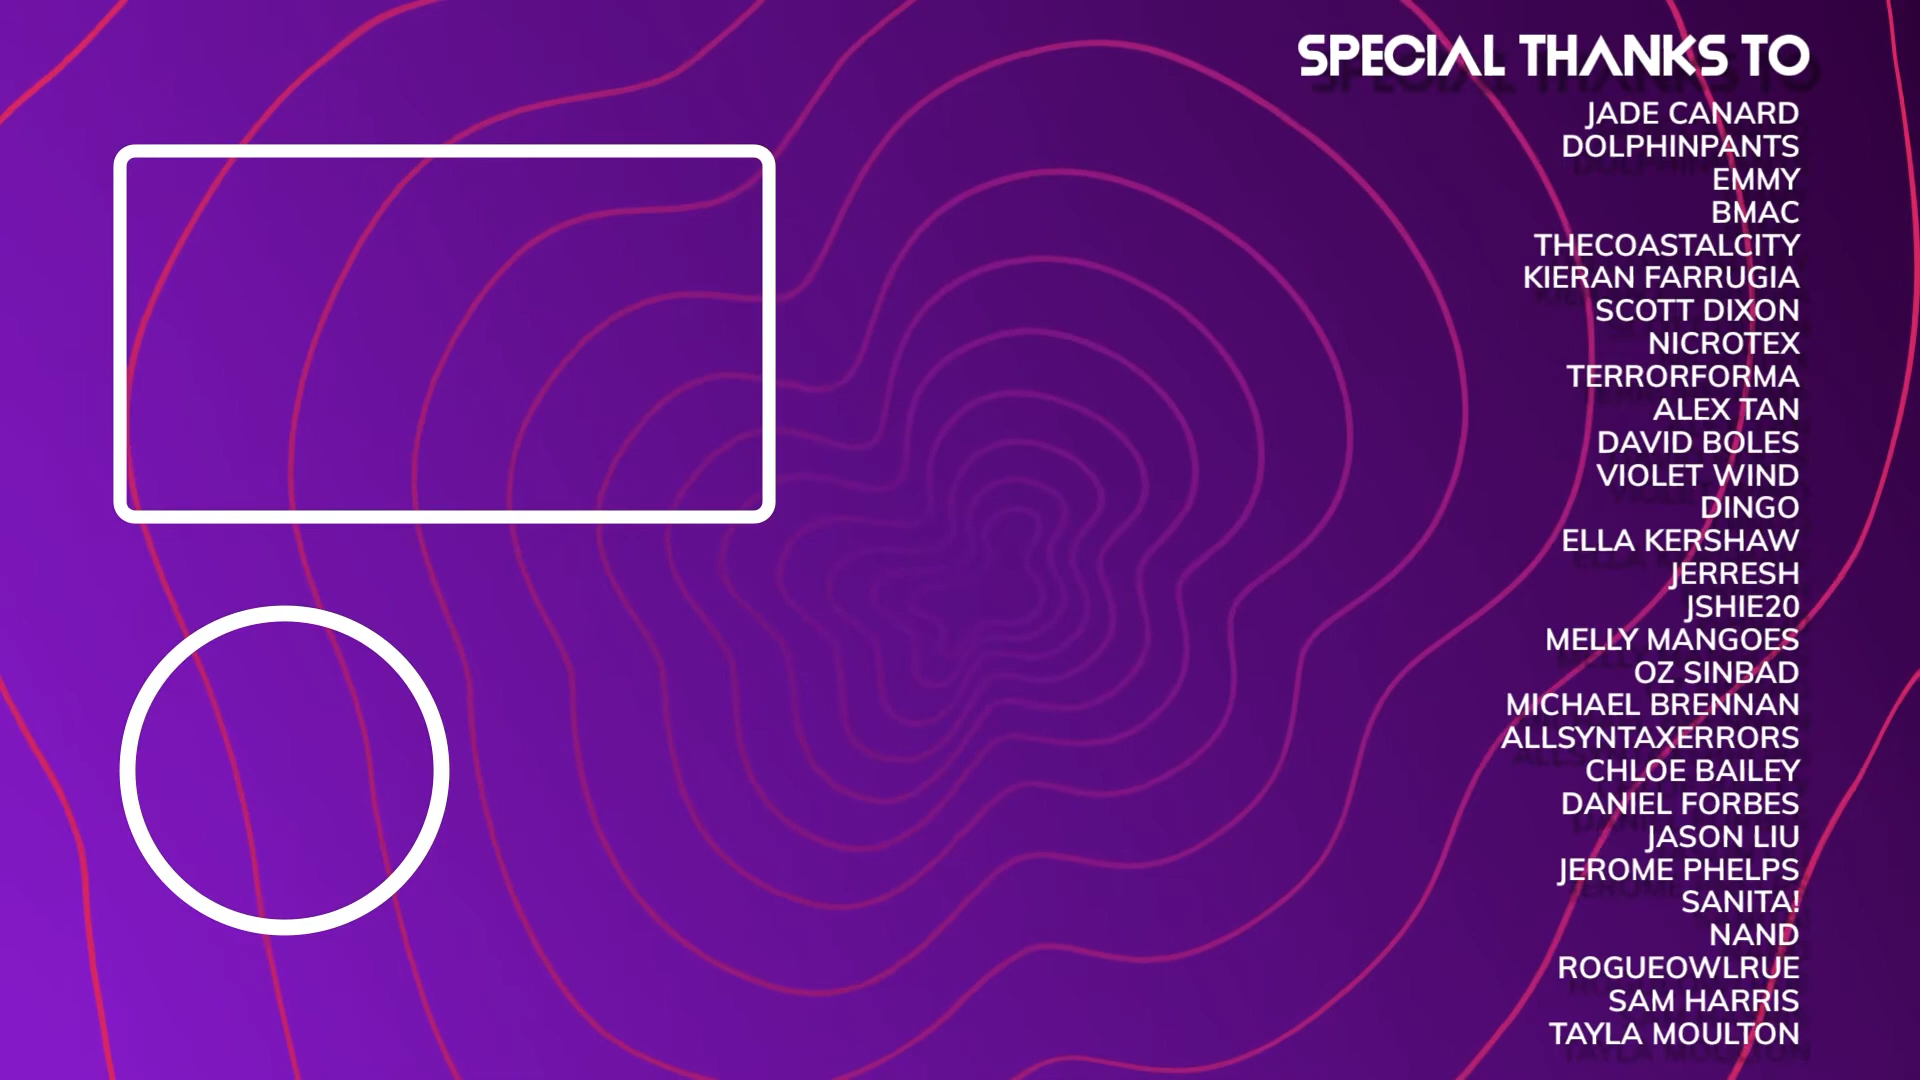 SPECIAL THANKS TO
JADE CANARD
DOLPHINPANTS
EMMY
BMAC
THECOASTALCITY
KIERAN FARRUGIA
SCOTT DIXON
NICROTEX
TERRORFORMA
ALEX TAN
DAVID BOLES
VIOLET WIND
DINGO
ELLA KERSHAW
JERRESH
JSHIE20
MELLY MANGOES
OZ SINBAD
MICHAEL BRENNAN
ALLSYNTAXERRORS
CHLOE BAILEY
DANIEL FORBES
JASON LIU
JEROME PHELPS
SANITA!
NAND
ROGUEOWLRUE
SAM HARRIS
TAYLA MOULTON